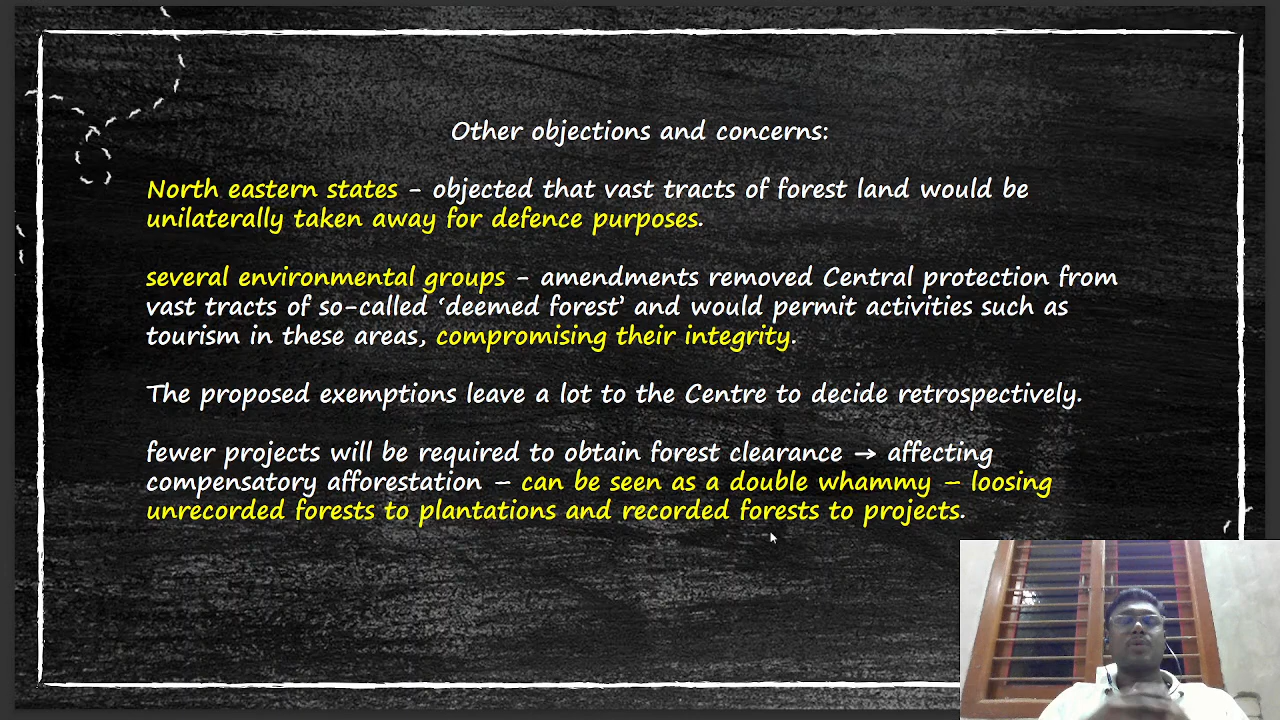 Other objections and concerns:
North eastern states - objected that vast tracts of forest land would be
unilaterally taken away for defence purposes.
several environmental groups - amendments removed Central protection from
vast tracts of so-called ‘deemed forest’ and would permit activities such as
tourism in these areas, compromising their integrity.
The proposed exemptions leave a lot to the Centre to decide retrospectively.
fewer projects will be required to obtain forest clearance → affecting
compensatory afforestation – can be seen as a double whammy – loosing
unrecorded forests to plantations and recorded forests to projects.